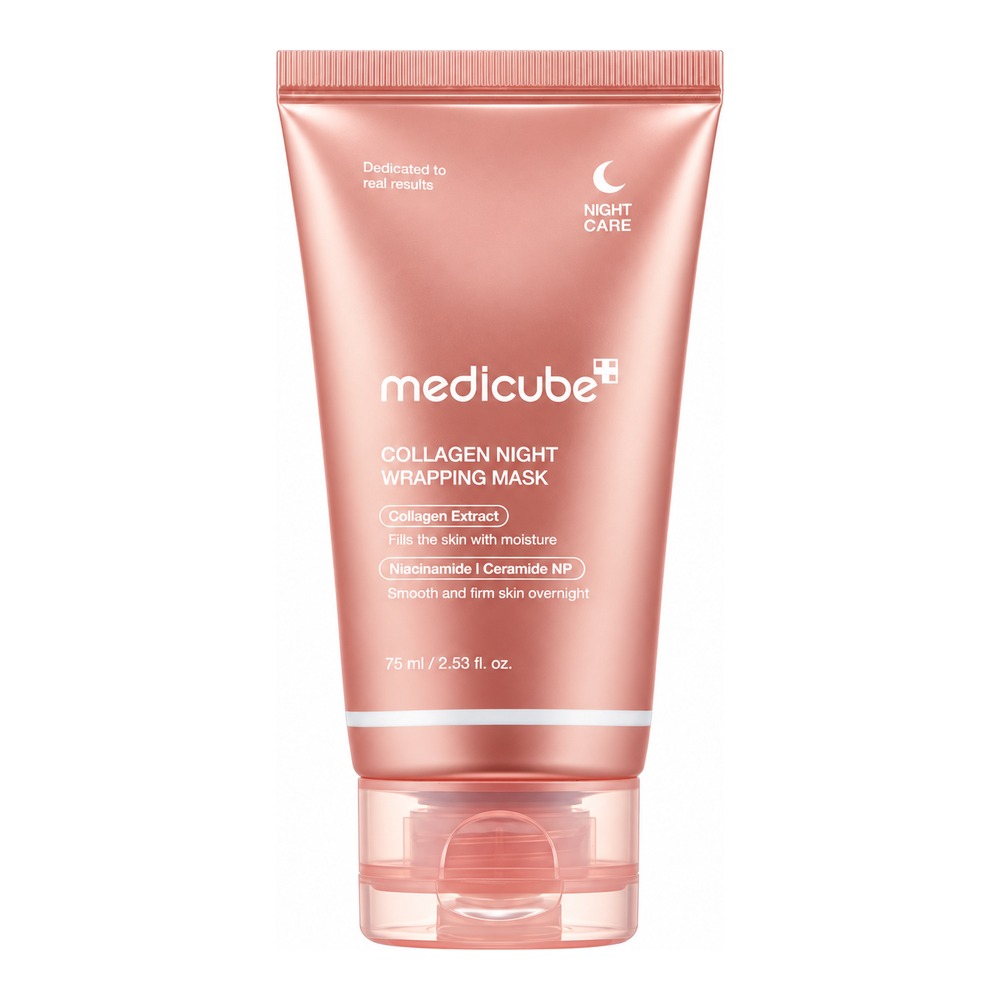 Dedicated to
real results
NIGHT
CARE
medicube
COLLAGEN NIGHT
WRAPPING MASK
Collagen Extract
Fills the skin with moisture
Niacinamide | Ceramide NP
Smooth and firm skin overnight
75 ml / 2.53 fl. oz.